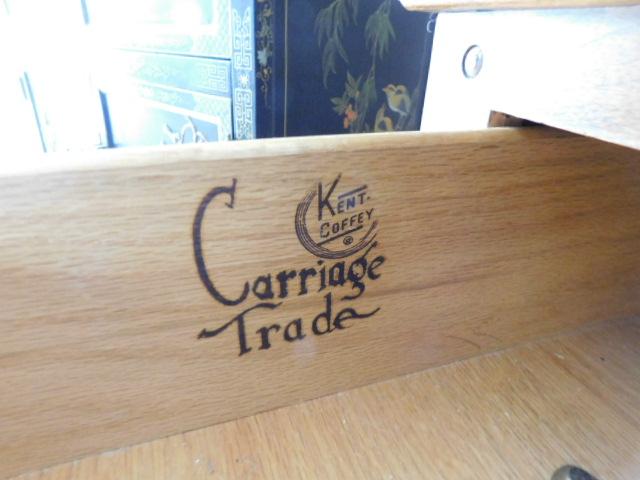 KENT-
COFFEY
®
Carriage
Trade